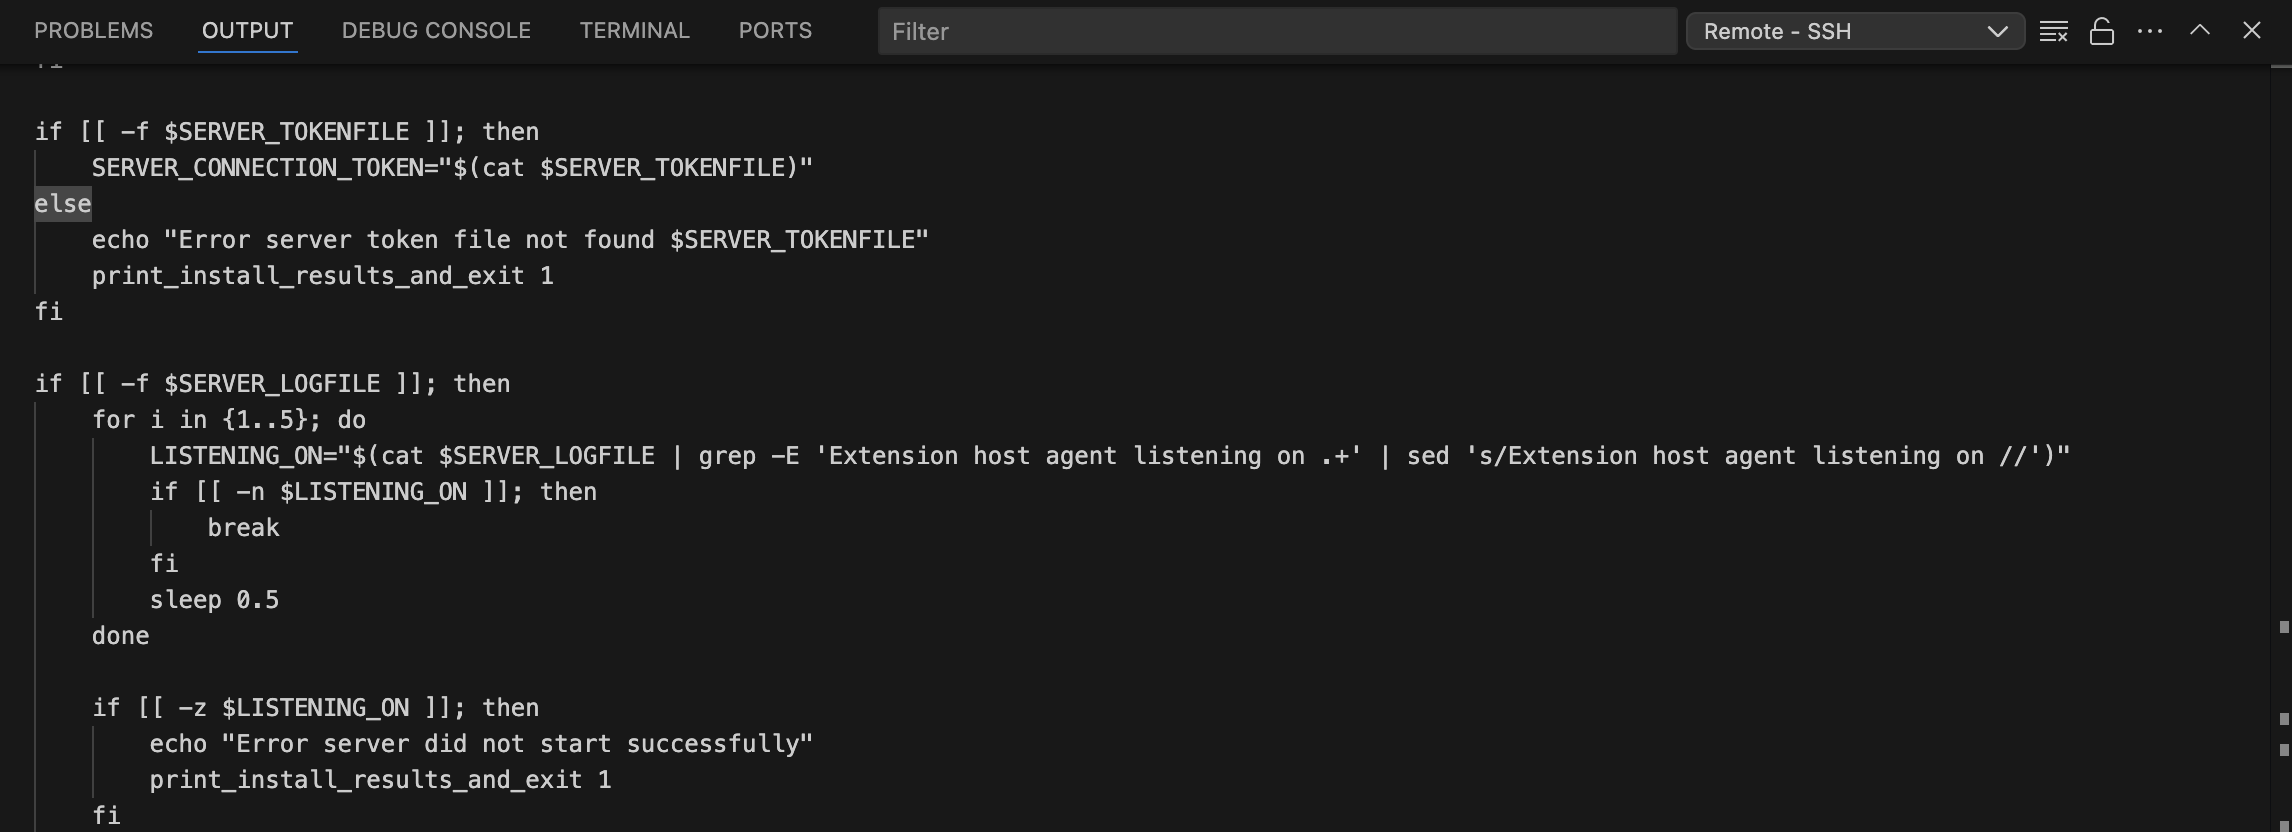 PROBLEMS OUTPUT DEBUG CONSOLE TERMINAL PORTS Filter Remote - SSH
fi

if [[ -f $SERVER_TOKENFILE ]]; then
    SERVER_CONNECTION_TOKEN="$(cat $SERVER_TOKENFILE)"
else
    echo "Error server token file not found $SERVER_TOKENFILE"
    print_install_results_and_exit 1
fi

if [[ -f $SERVER_LOGFILE ]]; then
    for i in {1..5}; do
        LISTENING_ON="$(cat $SERVER_LOGFILE | grep -E 'Extension host agent listening on .+' | sed 's/Extension host agent listening on //')"
        if [[ -n $LISTENING_ON ]]; then
            break
        fi
        sleep 0.5
    done

    if [[ -z $LISTENING_ON ]]; then
        echo "Error server did not start successfully"
        print_install_results_and_exit 1
    fi